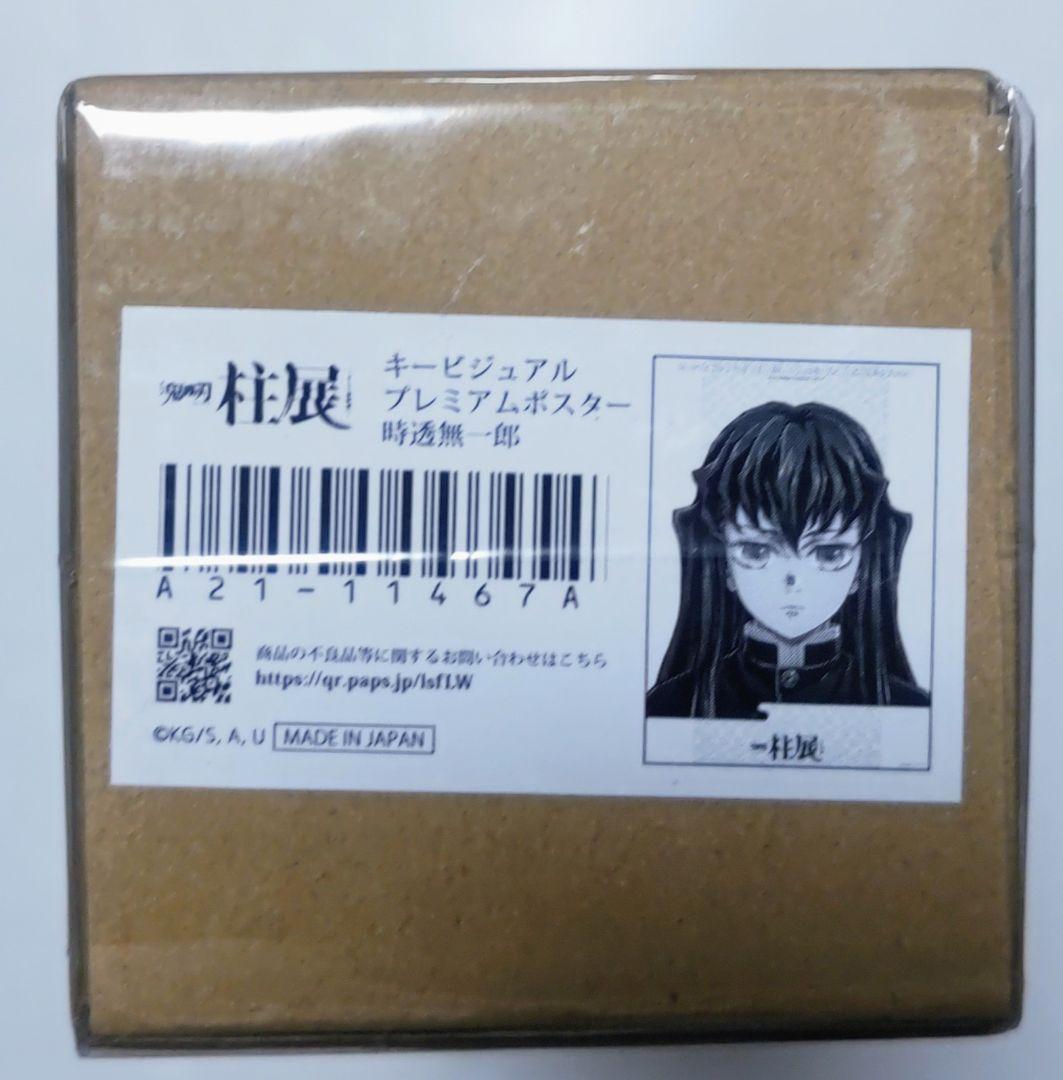 鬼滅の刃 柱展
キービジュアル
プレミアムポスター
時透無一郎
A21-11467A
商品の不良品等に関するお問い合わせはこちら
https://qr.paps.jp/lsfLW
©KG/S, A, U MADE IN JAPAN
柱展